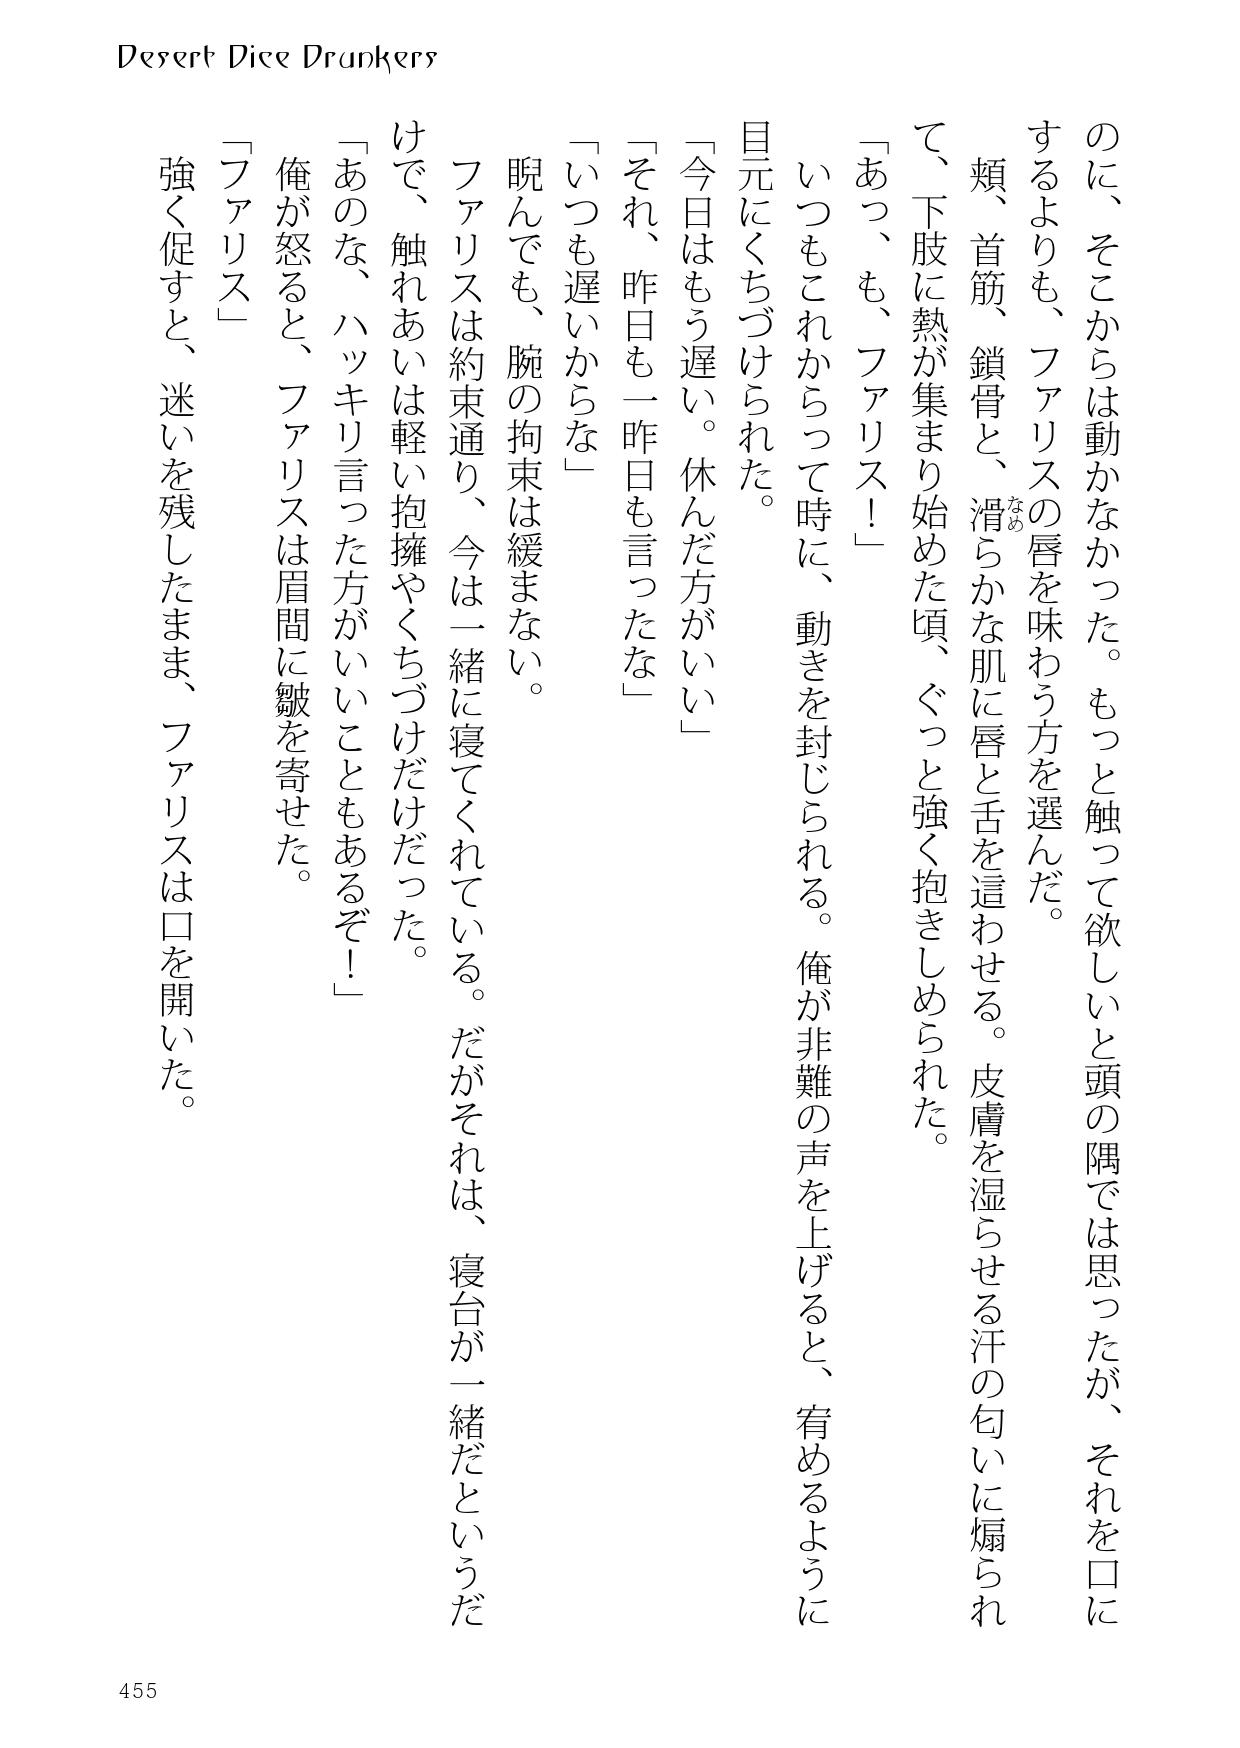 Desert Dice Drunkers
のに、そこからは動かなかった。もっと触って欲しいと頭の隅では思ったが、それを口に
するよりも、ファリスの唇を味わう方を選んだ。
頬、首筋、鎖骨と、滑らかな肌に唇と舌を這わせる。皮膚を湿らせる汗の匂いに煽られ
なめ
て、下肢に熱が集まり始めた頃、ぐっと強く抱きしめられた。
「あっ、も、ファリス！」
いつもこれからって時に、動きを封じられる。俺が非難の声を上げると、宥めるように
目元にくちづけられた。
「今日はもう遅い。休んだ方がいい」
「それ、昨日も一昨日も言ったな」
「いつも遅いからな」
睨んでも、腕の拘束は緩まない。
ファリスは約束通り、今は一緒に寝てくれている。だがそれは、寝台が一緒だというだ
けで、触れあいは軽い抱擁やくちづけだけだった。
「あのな、ハッキリ言った方がいいこともあるぞ！」
俺が怒ると、ファリスは眉間に皺を寄せた。
「ファリス」
強く促すと、迷いを残したまま、ファリスは口を開いた。
455